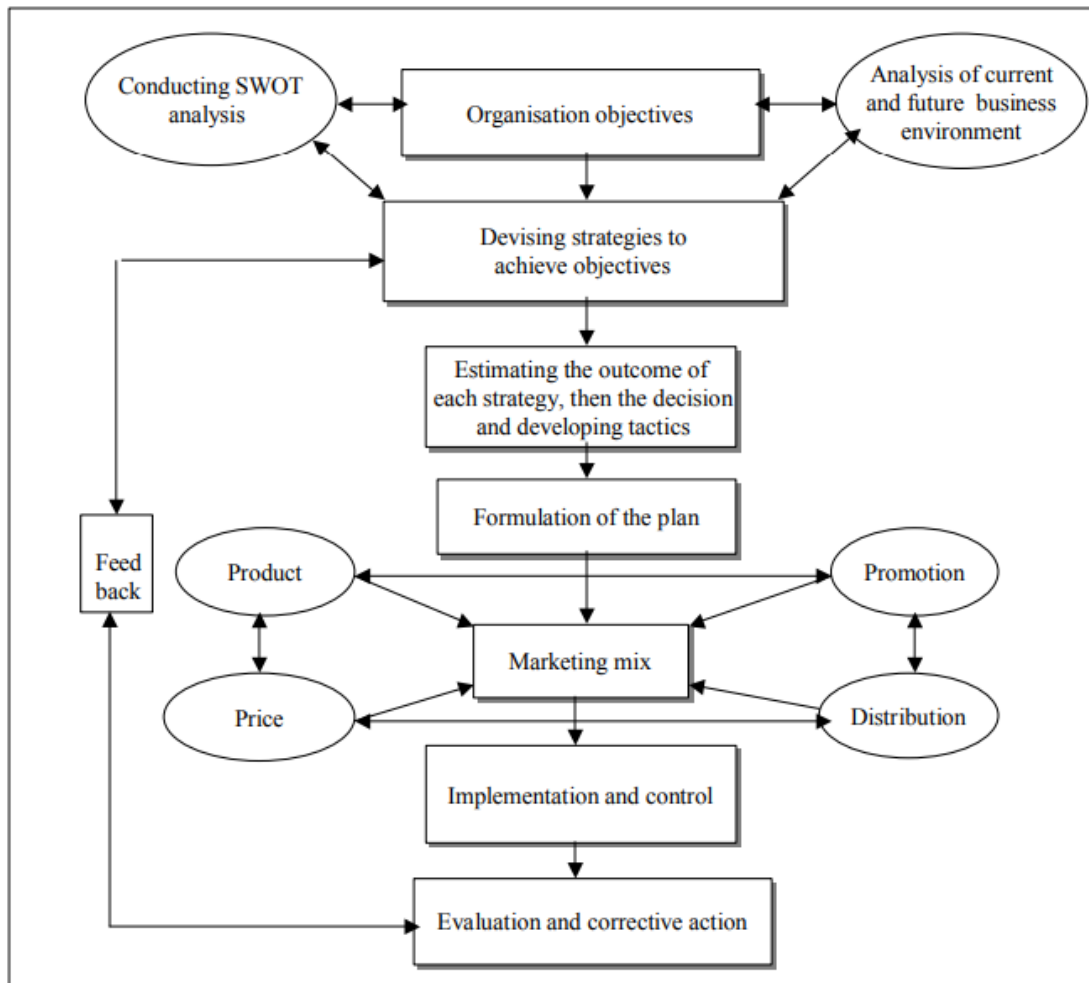 Conducting SWOT
analysis
Organisation objectives
Analysis of current
and future business
environment
Devising strategies to
achieve objectives
Estimating the outcome of
each strategy, then the decision
and developing tactics
Formulation of the plan
Feed
back
Product
Promotion
Marketing mix
Price
Distribution
Implementation and control
Evaluation and corrective action